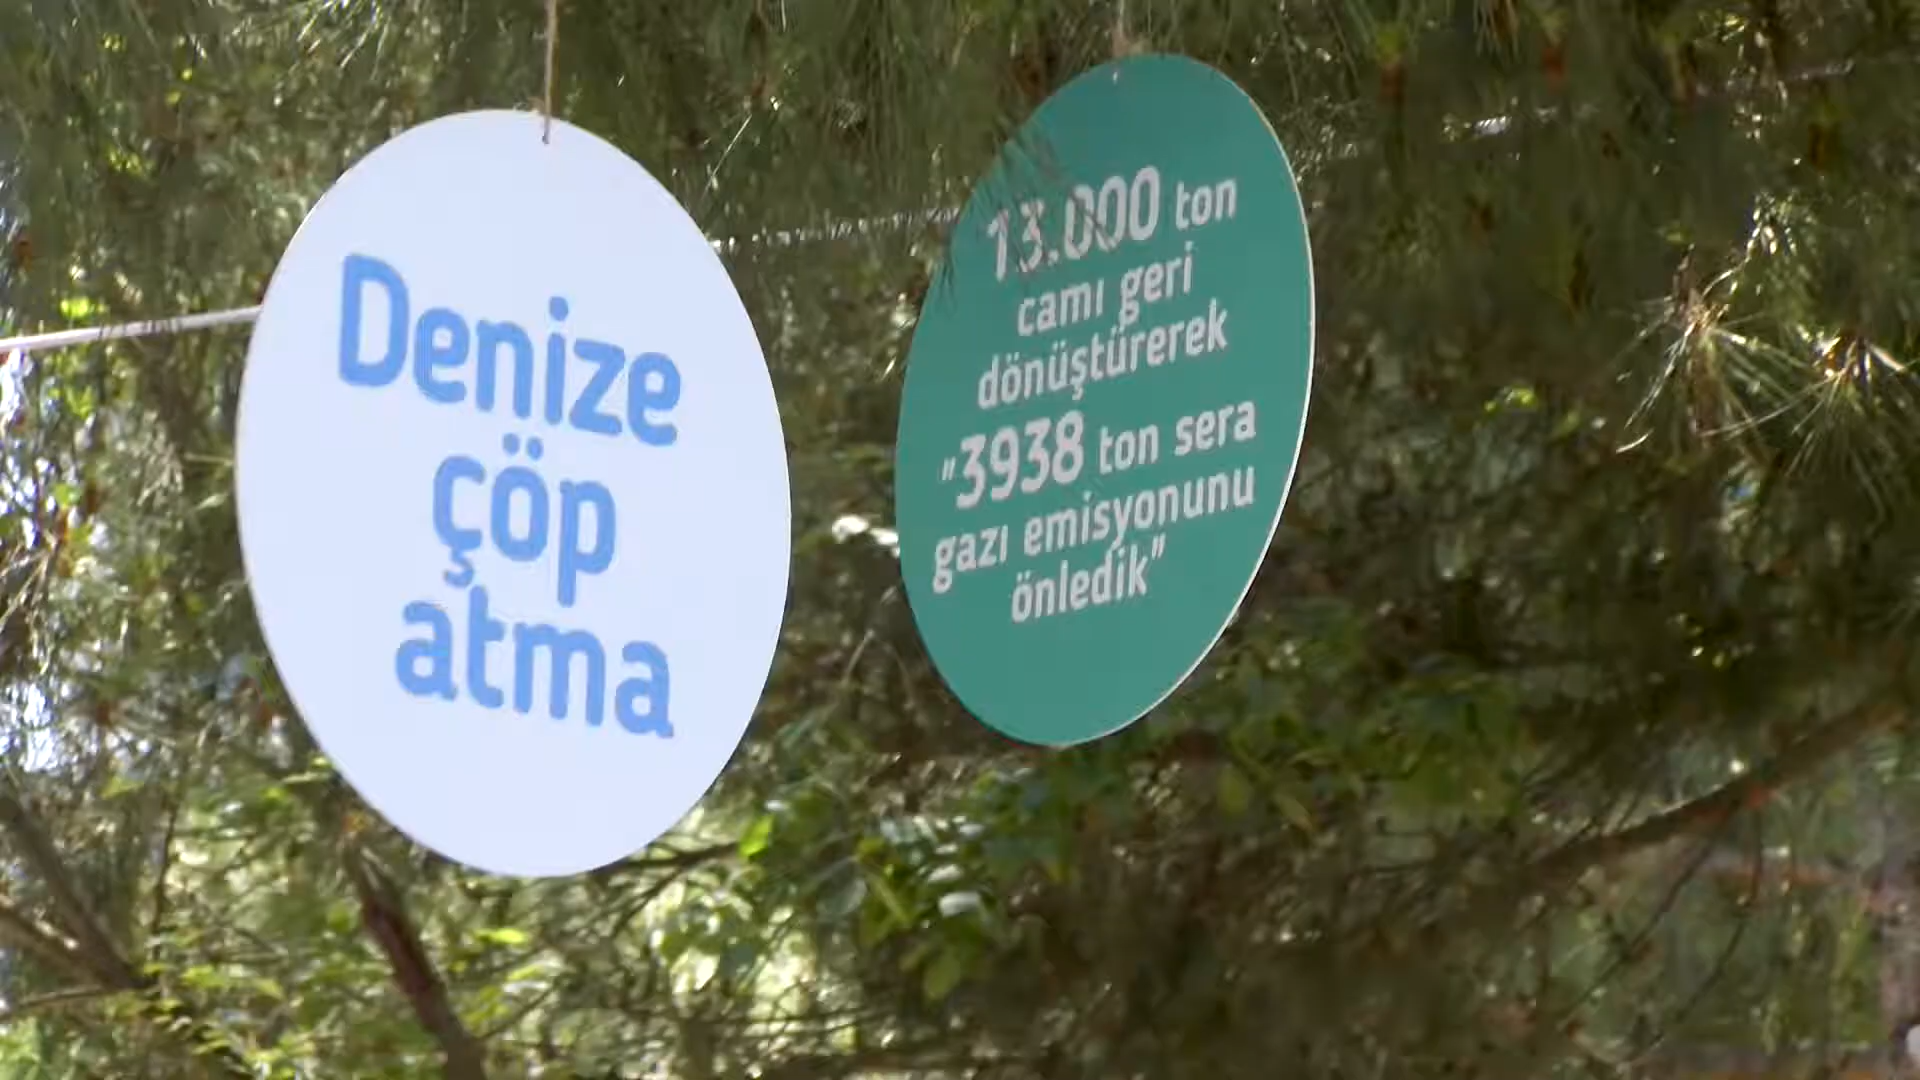 Denize
çöp
atma
13.000 ton
camı geri
dönüştürerek
"3938 ton sera
gazı emisyonunu
önledik"